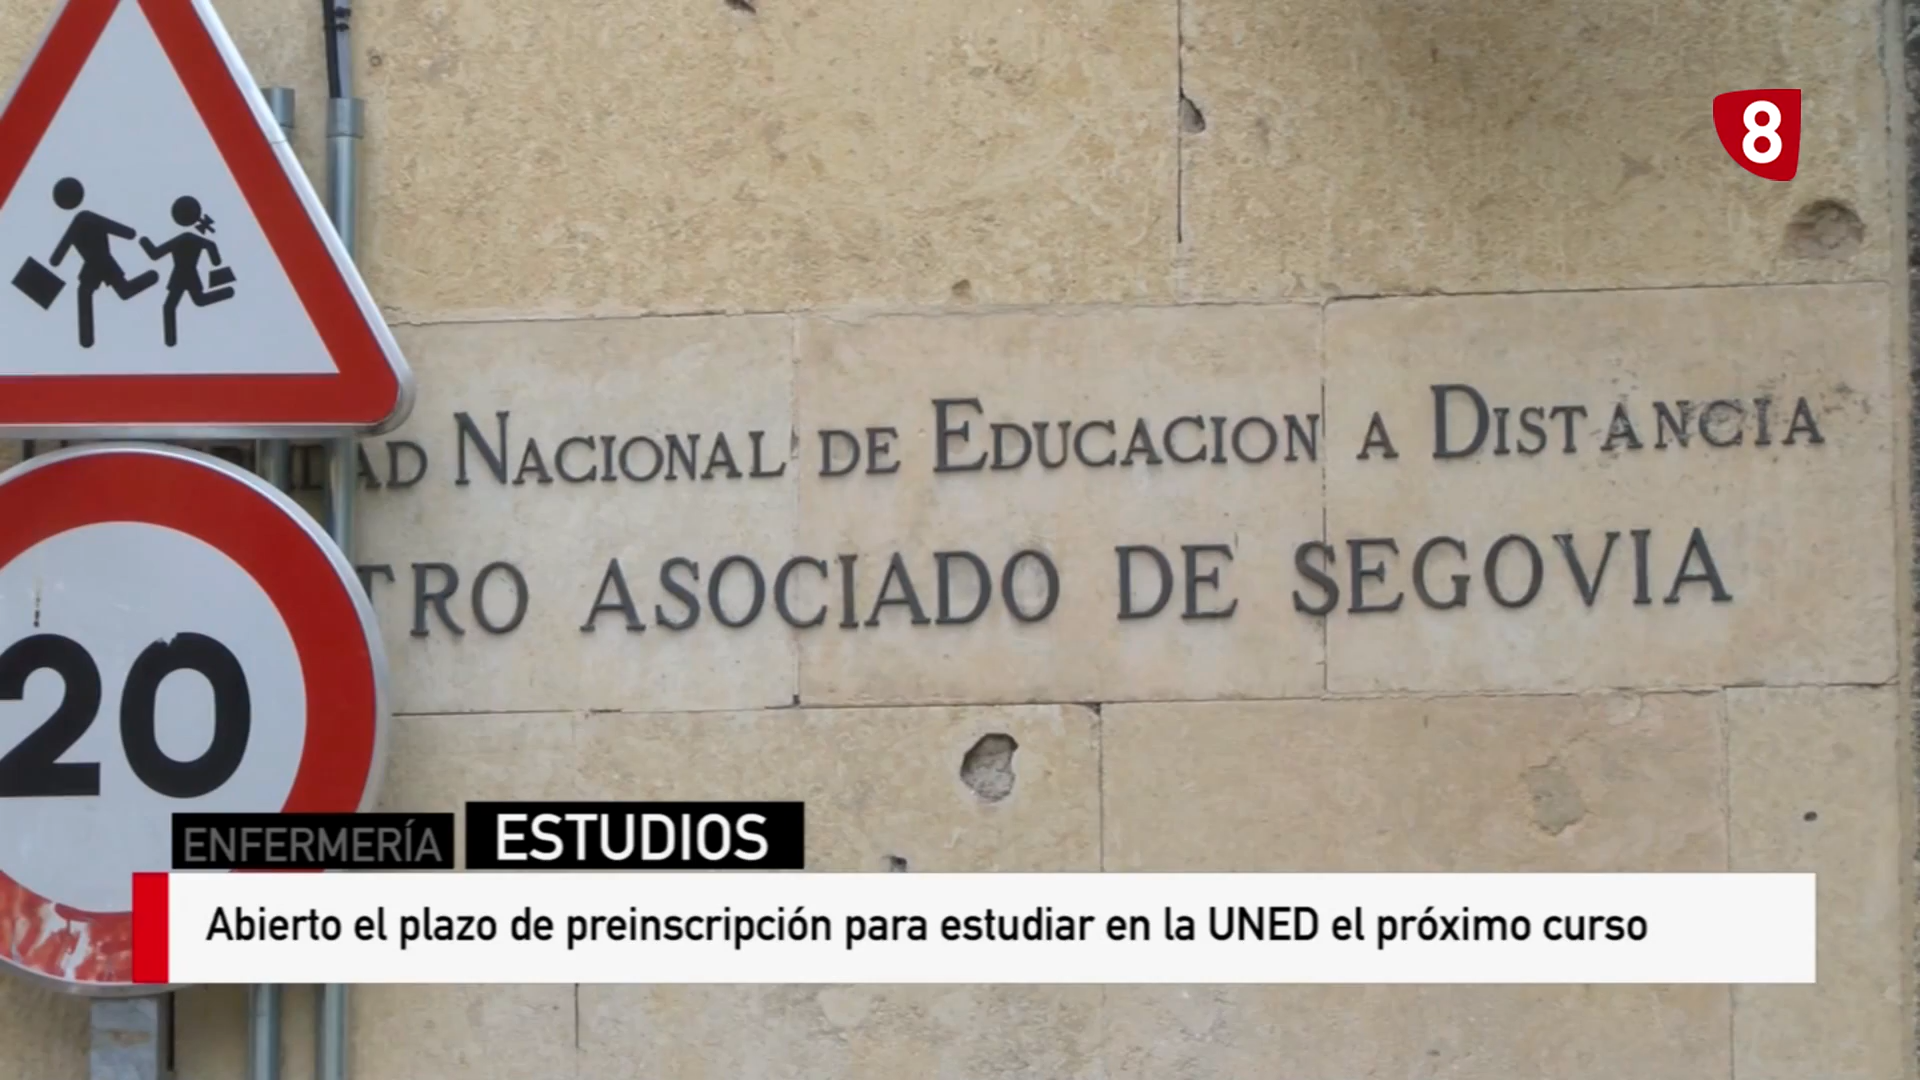 8
AD NACIONAL DE EDUCACION A DISTANCIA
TRO ASOCIADO DE SEGOVIA
20
ENFERMERÍA
ESTUDIOS
Abierto el plazo de preinscripción para estudiar en la UNED el próximo curso